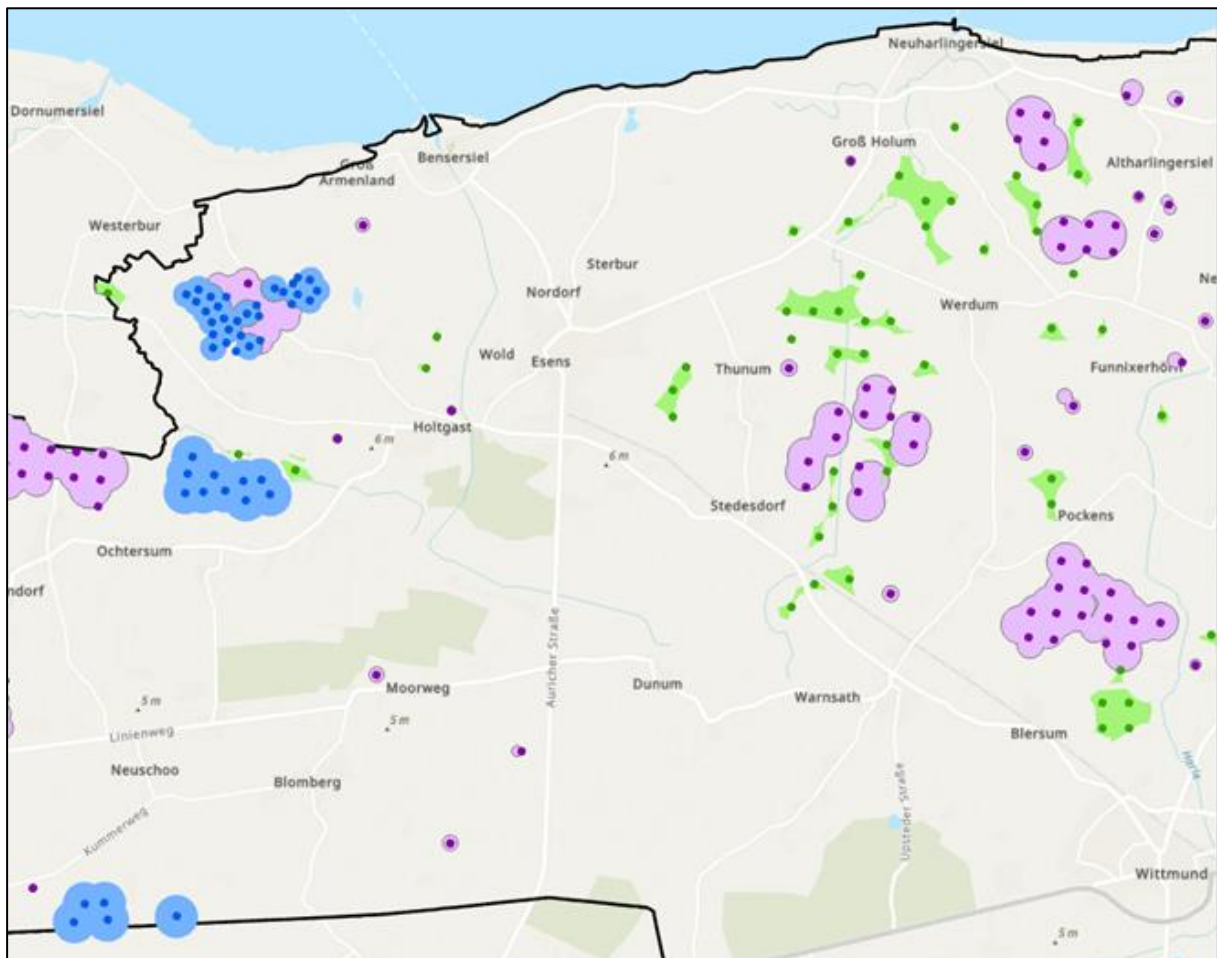 Neuharlingersiel
Dornumersiel
Groß Holum
Bensersiel
Altharlingersiel
Groß
Armenland
Westerbur
Sterbur
Nordorf
Werdum
Ne
Wold
Esens
Thunum
Funnixerhörn
Holtgast
6 m
6 m
Stedesdorf
Pockens
Ochtersum
ndorf
Auricher Straße
Moorweg
Dunum
Warnsath
5 m
5 m
Linienweg
Blersum
Neuschoo
Blomberg
Harle
Upsteder Straße
Kummerweg
Wittmund
5 m